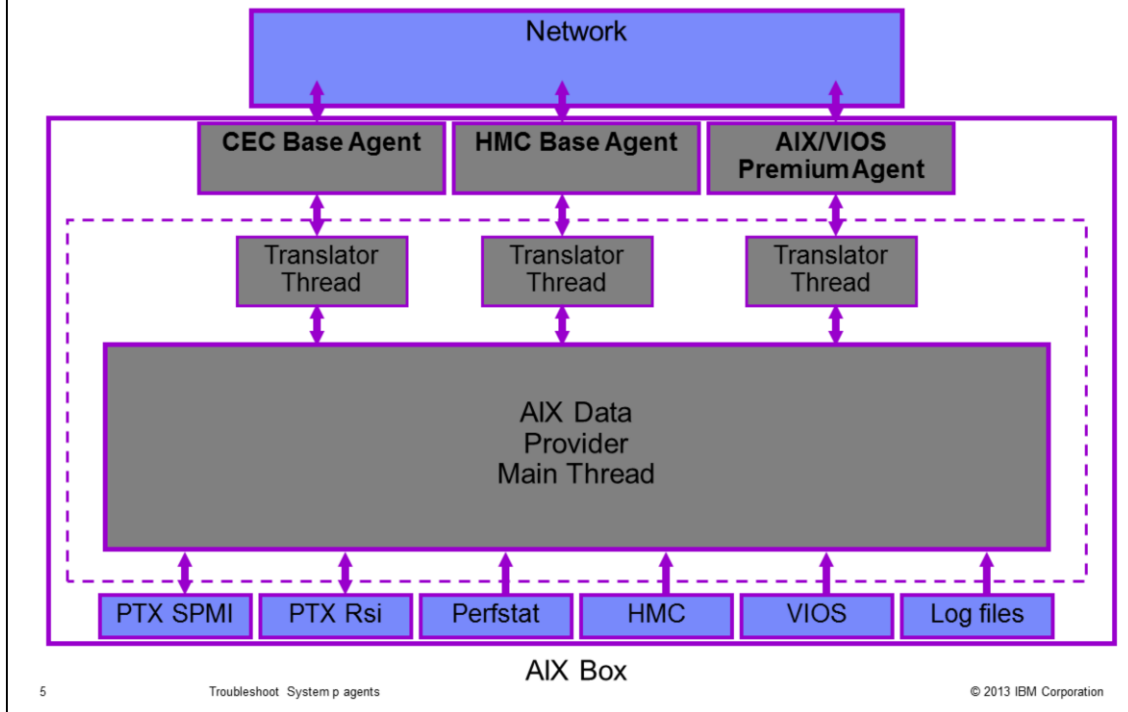 Network
CEC Base Agent
HMC Base Agent
AIX/VIOS
Premium Agent
Translator
Thread
Translator
Thread
Translator
Thread
AIX Data
Provider
Main Thread
PTX SPMI
PTX Rsi
Perfstat
HMC
VIOS
Log files
AIX Box
5
Troubleshoot System p agents
© 2013 IBM Corporation